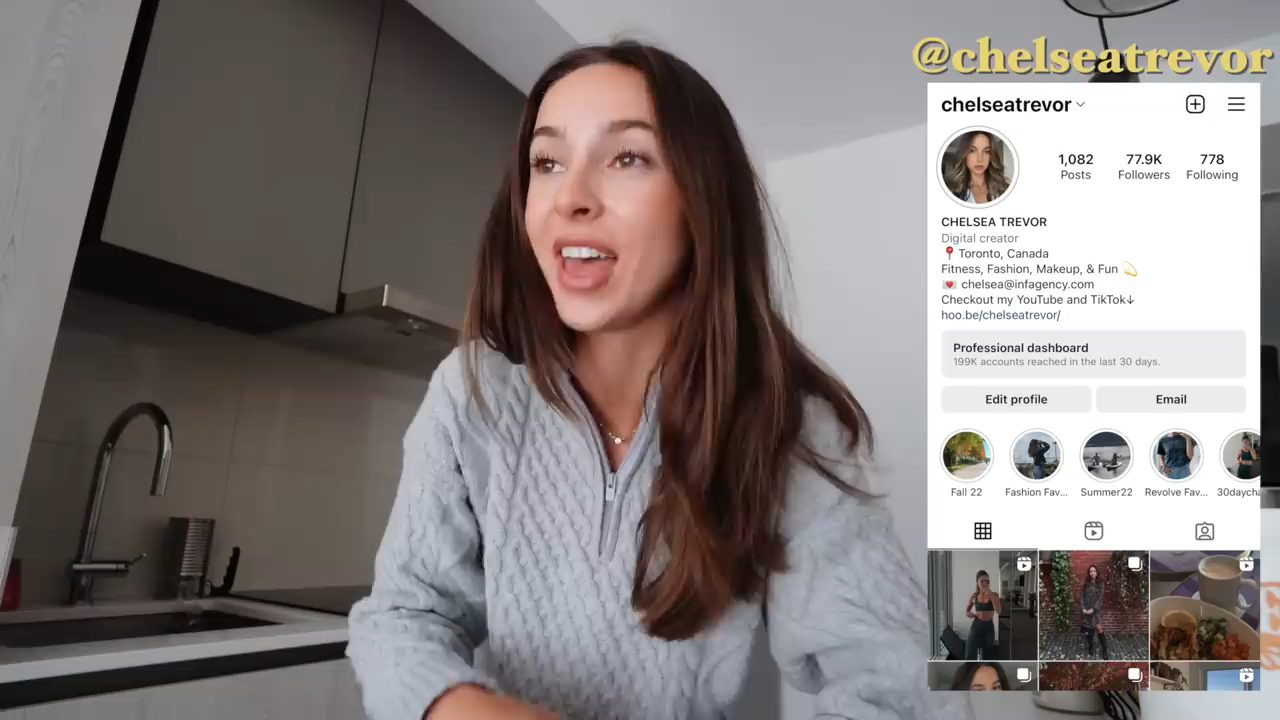 @chelseatrevor
chelseatrevor
1,082 77.9K 778
Posts Followers Following
CHELSEA TREVOR
Digital creator
📍 Toronto, Canada
Fitness, Fashion, Makeup, & Fun 💫
💌 chelsea@infagency.com
Checkout my YouTube and TikTok↓
hoo.be/chelseatrevor/
Professional dashboard
199K accounts reached in the last 30 days.
Edit profile Email
Fall 22 Fashion Fav... Summer22 Revolve Fav... 30daycha